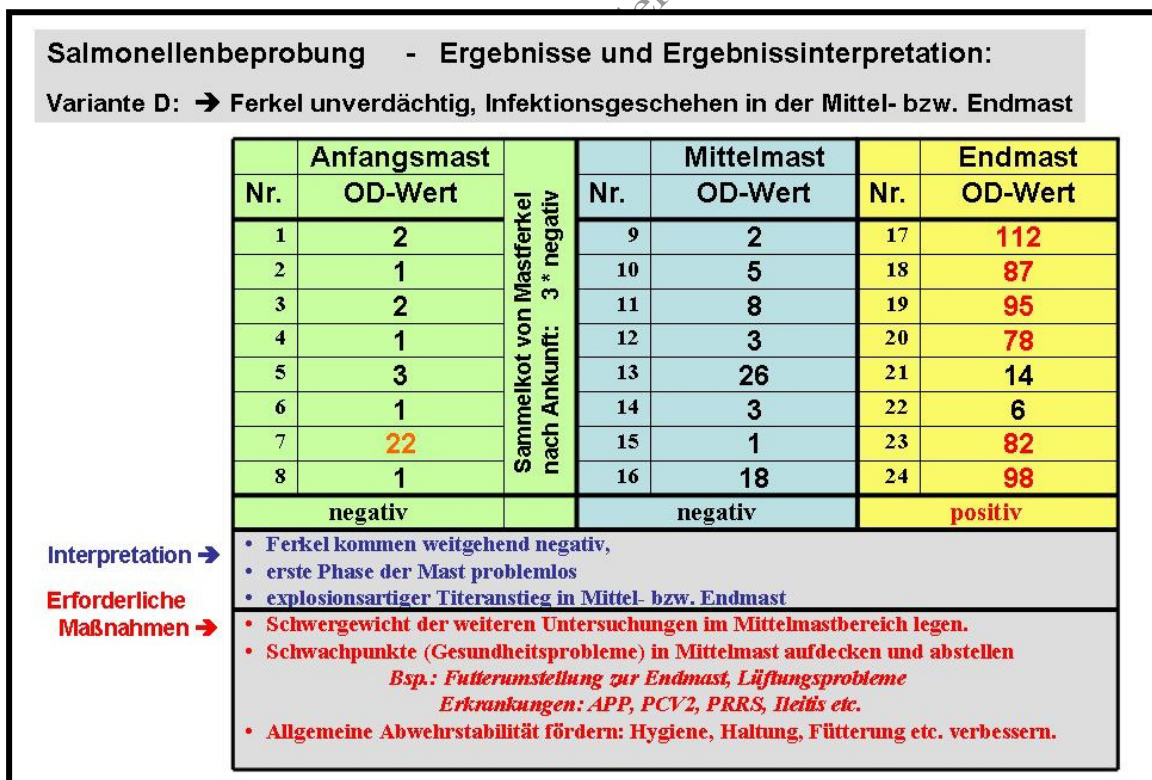 Salmonellenbeprobung - Ergebnisse und Ergebnissinterpretation:
Variante D: ➔ Ferkel unverdächtig, Infektionsgeschehen in der Mittel- bzw. Endmast
Anfangsmast Mittelmast Endmast
Nr. OD-Wert Nr. OD-Wert Nr. OD-Wert
Sammelkot von Mastferkel
nach Ankunft: 3 * negativ
1 2 9 2 17 112
2 1 10 5 18 87
3 2 11 8 19 95
4 1 12 3 20 78
5 3 13 26 21 14
6 1 14 3 22 6
7 22 15 1 23 82
8 1 16 18 24 98
negativ negativ positiv
Interpretation ➔
• Ferkel kommen weitgehend negativ,
• erste Phase der Mast problemlos
• explosionsartiger Titeranstieg in Mittel- bzw. Endmast
Erforderliche
Maßnahmen ➔
• Schwergewicht der weiteren Untersuchungen im Mittelmastbereich legen.
• Schwachpunkte (Gesundheitsprobleme) in Mittelmast aufdecken und abstellen
Bsp.: Futterumstellung zur Endmast, Lüftungsprobleme
Erkrankungen: APP, PCV2, PRRS, Ileitis etc.
• Allgemeine Abwehrstabilität fördern: Hygiene, Haltung, Fütterung etc. verbessern.